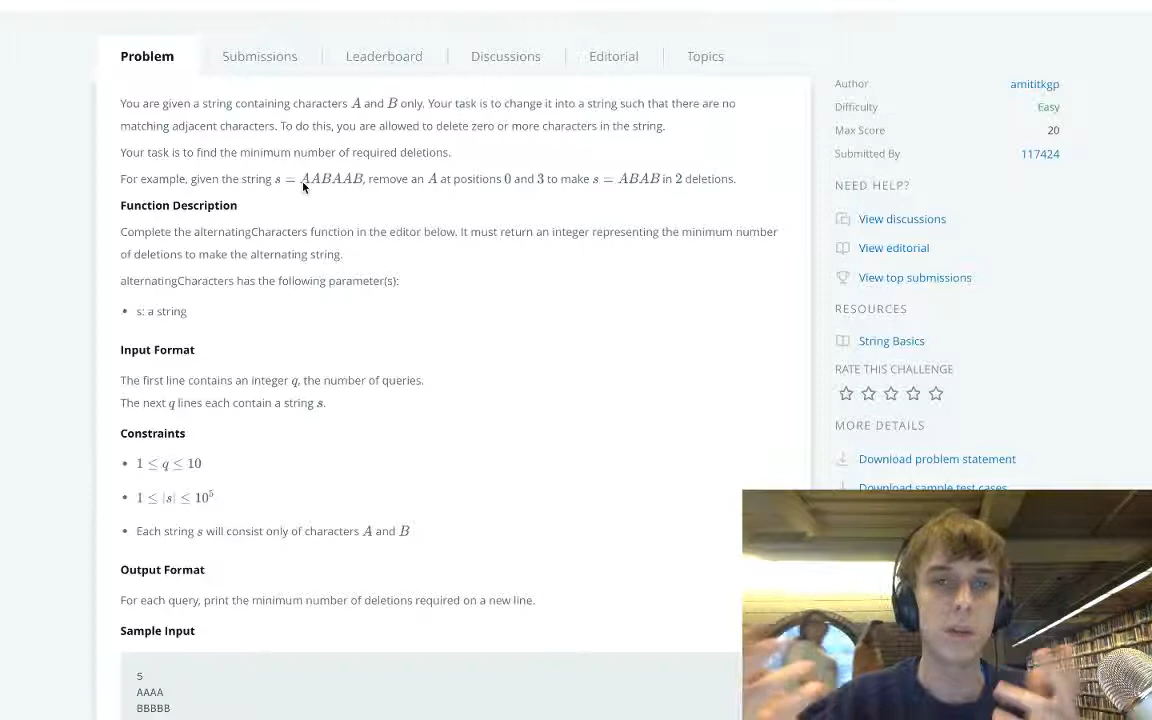 Problem
Submissions
Leaderboard
Discussions
Editorial
Topics
You are given a string containing characters A and B only. Your task is to change it into a string such that there are no
matching adjacent characters. To do this, you are allowed to delete zero or more characters in the string.
Your task is to find the minimum number of required deletions.
For example, given the string s = AABAAB, remove an A at positions 0 and 3 to make s = ABAB in 2 deletions.
Function Description
Complete the alternatingCharacters function in the editor below. It must return an integer representing the minimum number
of deletions to make the alternating string.
alternatingCharacters has the following parameter(s):
• s: a string
Input Format
The first line contains an integer q, the number of queries.
The next q lines each contain a string s.
Constraints
• 1 ≤ q ≤ 10
• 1 ≤ |s| ≤ 10⁵
• Each string s will consist only of characters A and B
Output Format
For each query, print the minimum number of deletions required on a new line.
Sample Input
5
AAAA
BBBBB
Author amititkgp
Difficulty Easy
Max Score 20
Submitted By 117424
NEED HELP?
View discussions
View editorial
View top submissions
RESOURCES
String Basics
RATE THIS CHALLENGE
MORE DETAILS
Download problem statement
Download sample test cases